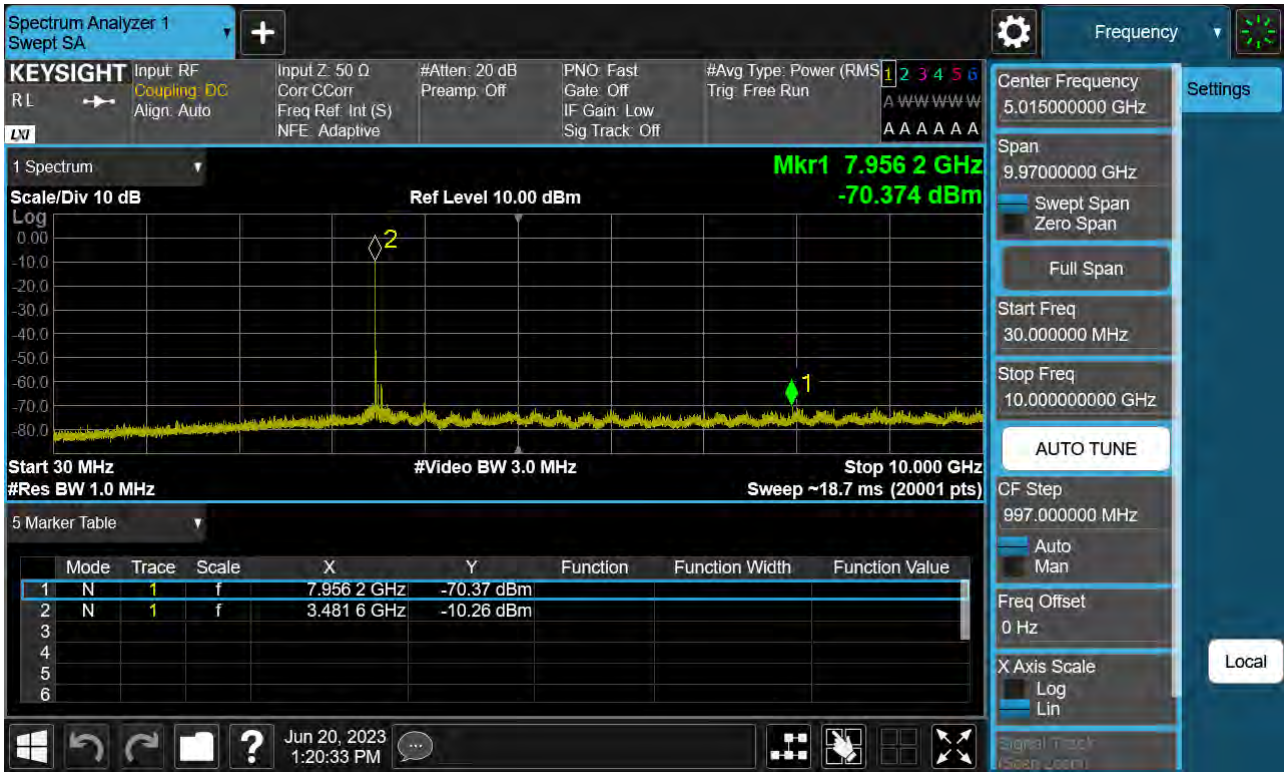 Spectrum Analyzer 1
Swept SA
Frequency
KEYSIGHT
RL
LXI
Input: RF
Coupling: DC
Align: Auto
Input Z: 50 Ω
Corr CCorr
Freq Ref: Int (S)
NFE: Adaptive
#Atten: 20 dB
Preamp: Off
PNO: Fast
Gate: Off
IF Gain: Low
Sig Track: Off
#Avg Type: Power (RMS
Trig: Free Run
1 2 3 4 5 6
A W W W W W
A A A A A A
1 Spectrum
Mkr1 7.956 2 GHz
Scale/Div 10 dB
Ref Level 10.00 dBm
-70.374 dBm
Log
0.00
-10.0
-20.0
-30.0
-40.0
-50.0
-60.0
-70.0
-80.0
2
1
Start 30 MHz
#Video BW 3.0 MHz
Stop 10.000 GHz
#Res BW 1.0 MHz
Sweep ~18.7 ms (20001 pts)
5 Marker Table
Mode Trace Scale X Y Function Function Width Function Value
1 N 1 f 7.956 2 GHz -70.37 dBm
2 N 1 f 3.481 6 GHz -10.26 dBm
3
4
5
6
Jun 20, 2023
1:20:33 PM
Center Frequency
5.015000000 GHz
Settings
Span
9.97000000 GHz
Swept Span
Zero Span
Full Span
Start Freq
30.000000 MHz
Stop Freq
10.000000000 GHz
AUTO TUNE
CF Step
997.000000 MHz
Auto
Man
Freq Offset
0 Hz
X Axis Scale
Log
Lin
Local
Signal Track
(Span Zoom)